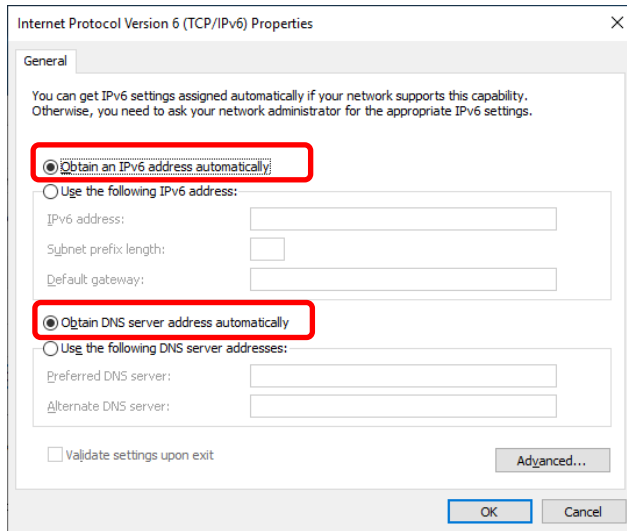 Internet Protocol Version 6 (TCP/IPv6) Properties
General
You can get IPv6 settings assigned automatically if your network supports this capability.
Otherwise, you need to ask your network administrator for the appropriate IPv6 settings.
Obtain an IPv6 address automatically
Use the following IPv6 address:
IPv6 address:
Subnet prefix length:
Default gateway:
Obtain DNS server address automatically
Use the following DNS server addresses:
Preferred DNS server:
Alternate DNS server:
Validate settings upon exit
Advanced...
OK Cancel